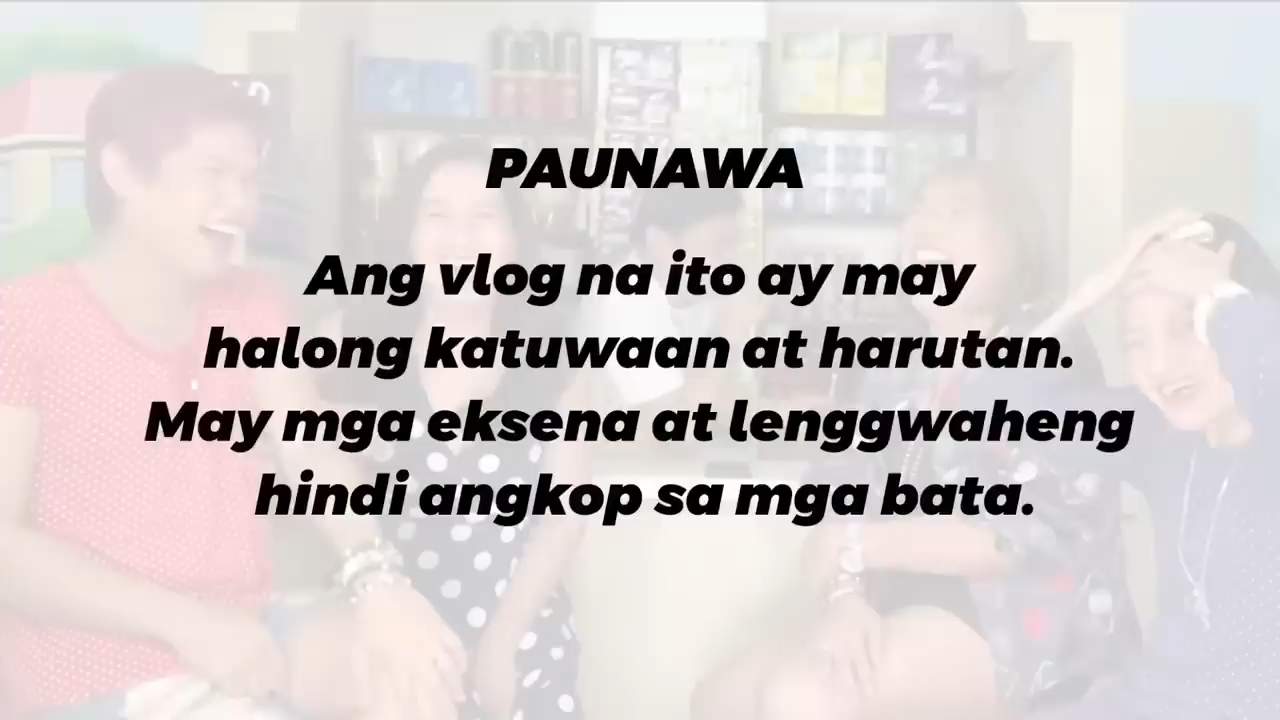 PAUNAWA
Ang vlog na ito ay may
halong katuwaan at harutan.
May mga eksena at lenggwaheng
hindi angkop sa mga bata.